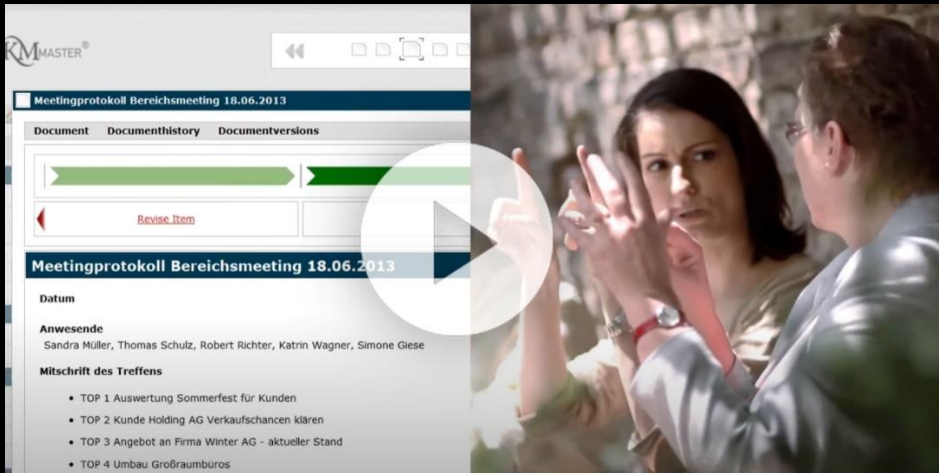 KMMASTER®
Meetingprotokoll Bereichsmeeting 18.06.2013
Document Documenthistory Documentversions
Revise Item
Meetingprotokoll Bereichsmeeting 18.06.2013
Datum
Anwesende
Sandra Müller, Thomas Schulz, Robert Richter, Katrin Wagner, Simone Giese
Mitschrift des Treffens
• TOP 1 Auswertung Sommerfest für Kunden
• TOP 2 Kunde Holding AG Verkaufschancen klären
• TOP 3 Angebot an Firma Winter AG - aktueller Stand
• TOP 4 Umbau Großraumbüros